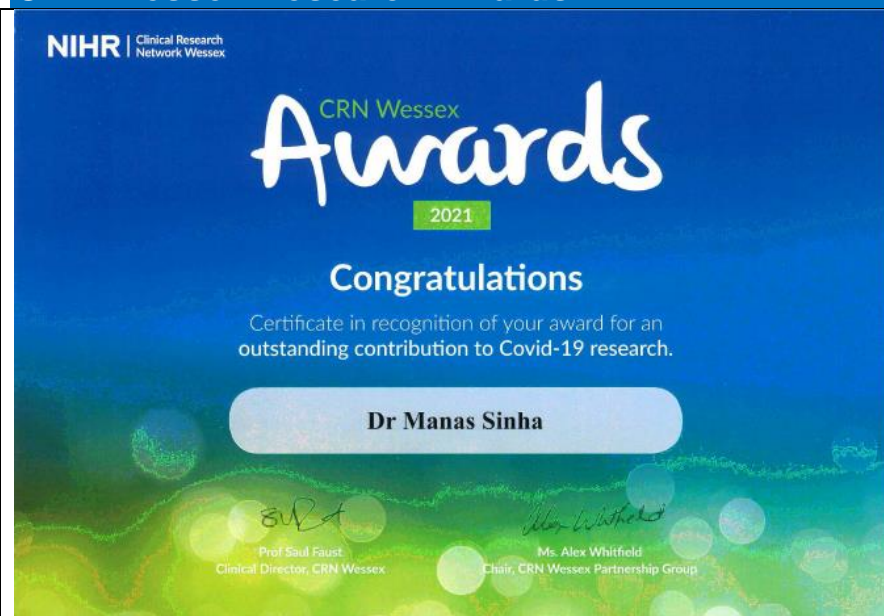 NIHR | Clinical Research
Network Wessex
CRN Wessex
Awards
2021
Congratulations
Certificate in recognition of your award for an
outstanding contribution to Covid-19 research.
Dr Manas Sinha
Prof Saul Faust
Clinical Director, CRN Wessex
Ms. Alex Whitfield
Chair, CRN Wessex Partnership Group